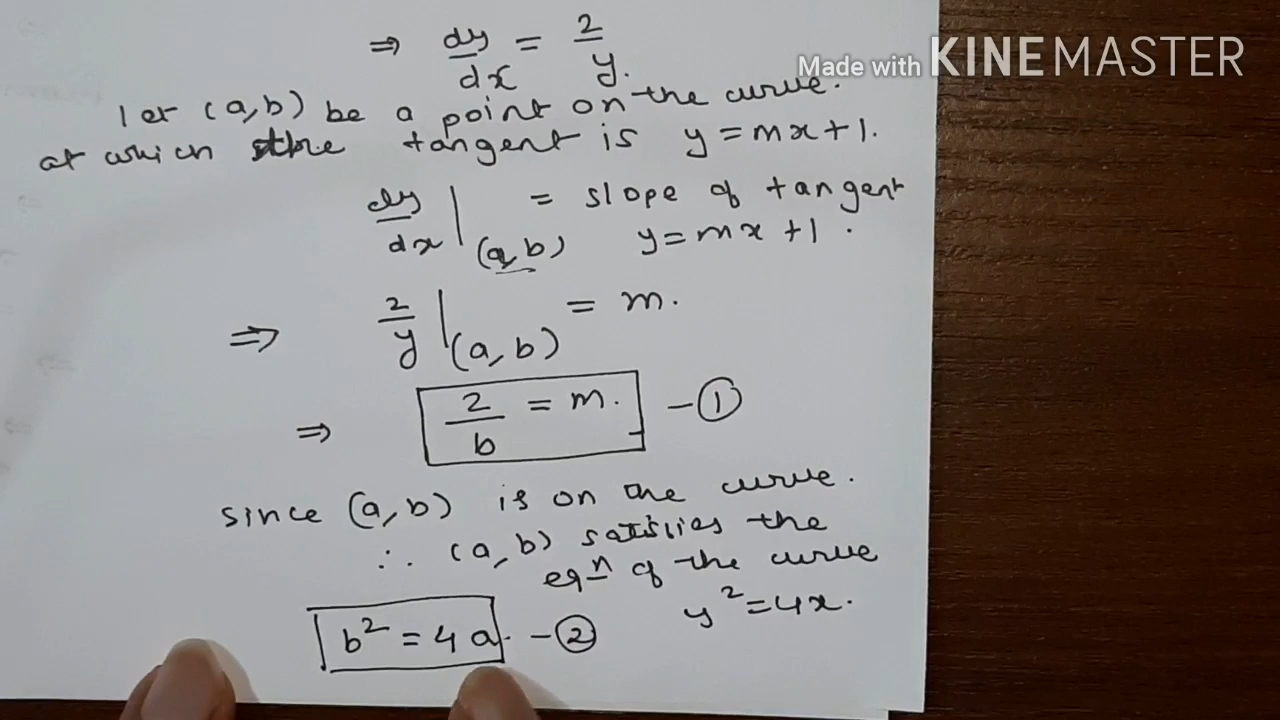 ⇒ dy/dx = 2/y.
Made with KINEMASTER
let (a,b) be a point on the curve.
at which the tangent is y = mx + 1.
dy/dx | (a,b) = slope of tangent
y = mx + 1.
⇒ 2/y | (a,b) = m.
⇒ 2/b = m. – ①
since (a,b) is on the curve.
∴ (a,b) satisfies the
eqn of the curve
y² = 4x.
b² = 4a. – ②